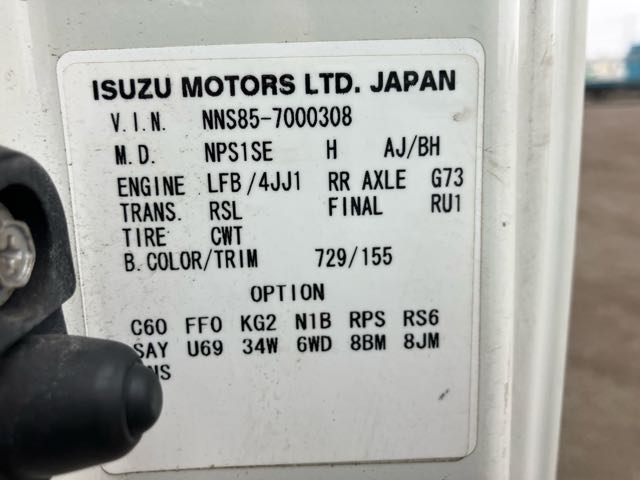 ISUZU MOTORS LTD. JAPAN
V.I.N. NNS85-7000308
M.D. NPS1SE H AJ/BH
ENGINE LFB/4JJ1 RR AXLE G73
TRANS. RSL FINAL RU1
TIRE CWT
B.COLOR/TRIM 729/155
OPTION
C60 FF0 KG2 N1B RPS RS6
SAY U69 34W 6WD 8BM 8JM